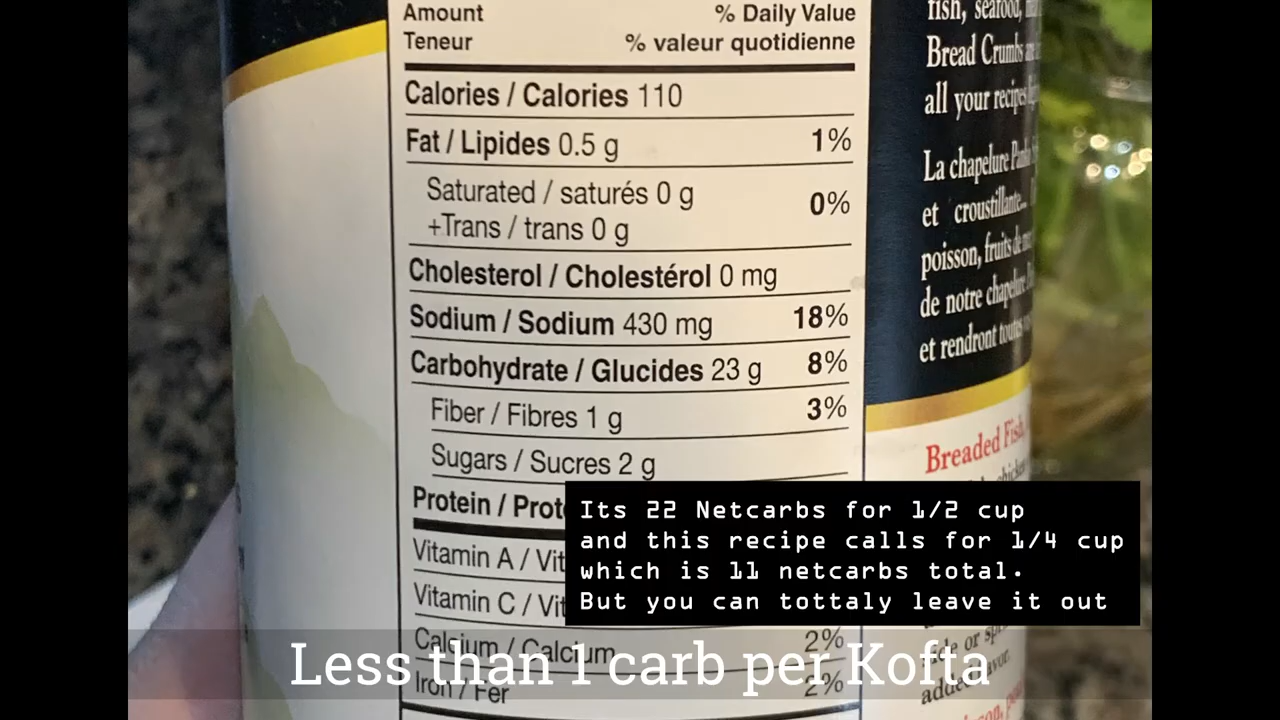 Amount % Daily Value
Teneur % valeur quotidienne
Calories / Calories 110
Fat / Lipides 0.5 g 1%
Saturated / saturés 0 g 0%
+Trans / trans 0 g
Cholesterol / Cholestérol 0 mg
Sodium / Sodium 430 mg 18%
Carbohydrate / Glucides 23 g 8%
Fiber / Fibres 1 g 3%
Sugars / Sucres 2 g
Protein /
Vitamin A /
Vitamin C /
Calcium / Calcium 2%
Iron / Fer 2%
fish, seafood,
Bread Crumbs
all your recipes
La chapelure Panko
et croustillante...
poisson, fruits de
de notre chapelure
et rendront toutes
Breaded Fish,
Its 22 Netcarbs for 1/2 cup
and this recipe calls for 1/4 cup
which is 11 netcarbs total.
But you can tottaly leave it out
Less than 1 carb per Kofta